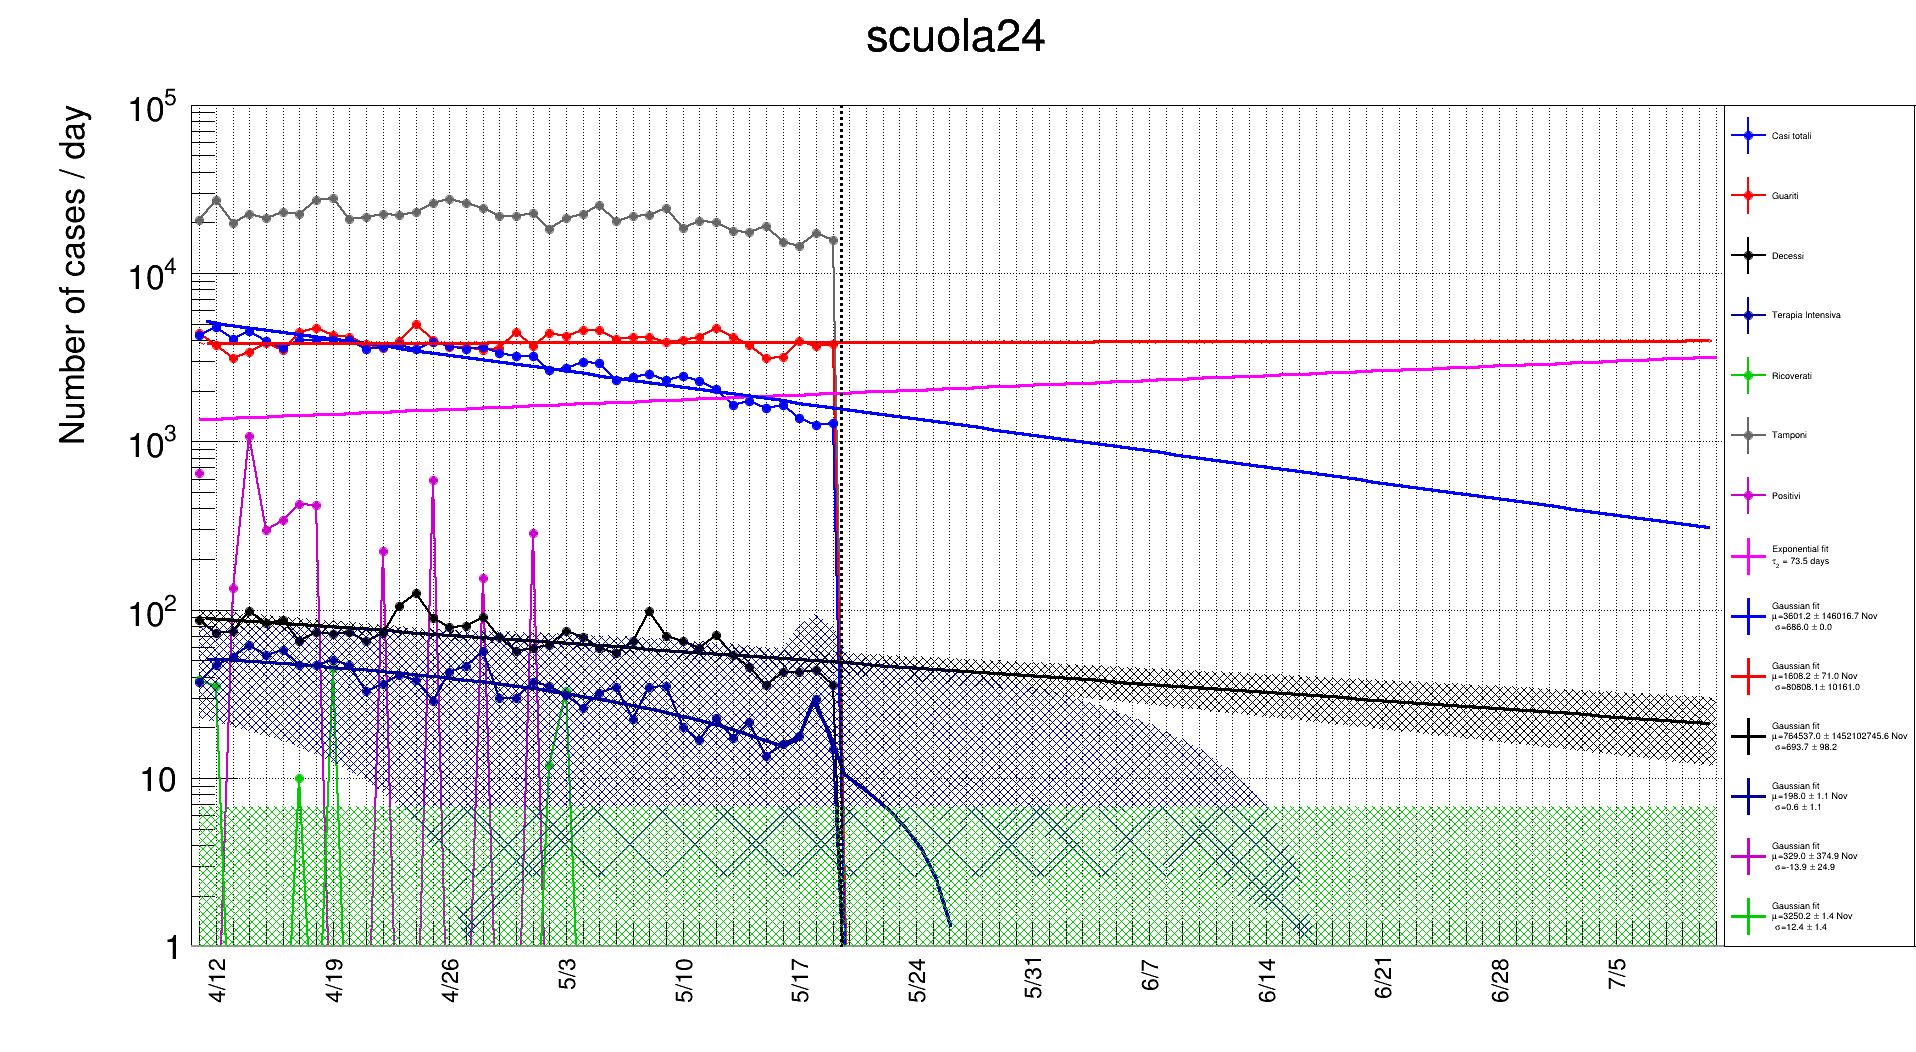 scuola24
Number of cases / day
10^5
10^4
10^3
10^2
10
1
4/12
4/19
4/26
5/3
5/10
5/17
5/24
5/31
6/7
6/14
6/21
6/28
7/5
Casi totali
Guariti
Decessi
Terapia Intensiva
Ricoverati
Tamponi
Positivi
Exponential fit
τ_2 = 73.5 days
Gaussian fit
μ=3601.2 ± 146016.7 Nov
σ=686.0 ± 0.0
Gaussian fit
μ=1608.2 ± 71.0 Nov
σ=80808.1 ± 10161.0
Gaussian fit
μ=764537.0 ± 1452102745.6 Nov
σ=693.7 ± 98.2
Gaussian fit
μ=198.0 ± 1.1 Nov
σ=0.6 ± 1.1
Gaussian fit
μ=329.0 ± 374.9 Nov
σ=-13.9 ± 24.9
Gaussian fit
μ=3250.2 ± 1.4 Nov
σ=12.4 ± 1.4